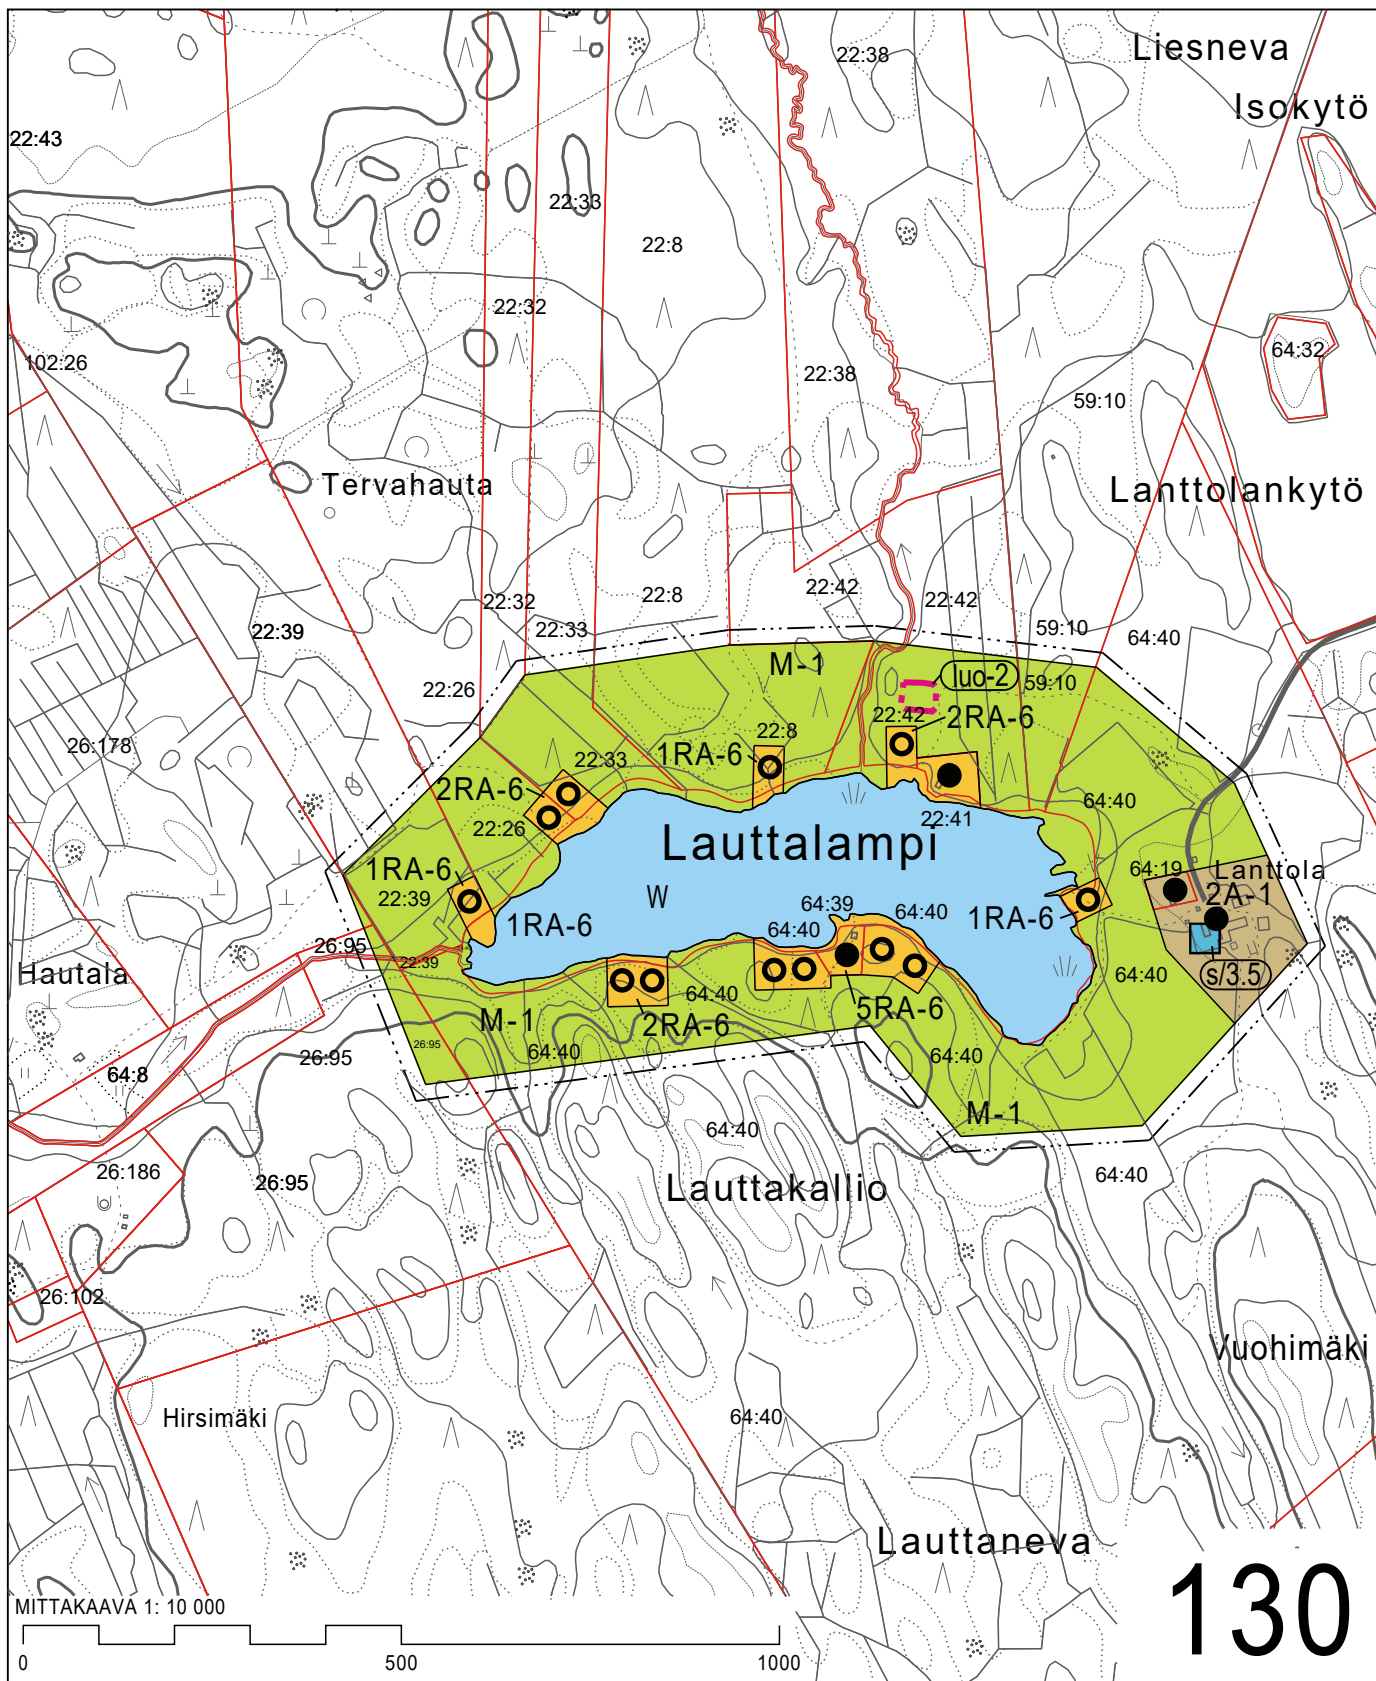 Liesneva
22:38
Isokytö
22:43
22:33
22:8
22:32
64:32
102:26
22:38
59:10
Tervahauta
Lanttolankytö
22:32
22:8
22:42
22:42
22:33
59:10
22:39
64:40
M-1
luo-2
59:10
22:26
22:42
2RA-6
22:8
26:178
1RA-6
22:33
2RA-6
22:26
22:41
64:40
Lauttalampi
1RA-6
64:19
Lanttola
2A-1
22:39
W
64:39
64:40
1RA-6
1RA-6
64:40
26:95
22:39
64:40
s/3.5
Hautala
64:40
5RA-6
M-1
2RA-6
26:95
26:95
64:40
64:40
64:8
M-1
64:40
26:186
26:95
64:40
Lauttakallio
26:102
Vuohimäki
Hirsimäki
64:40
Lauttaneva
130
MITTAKAAVA 1: 10 000
0 500 1000